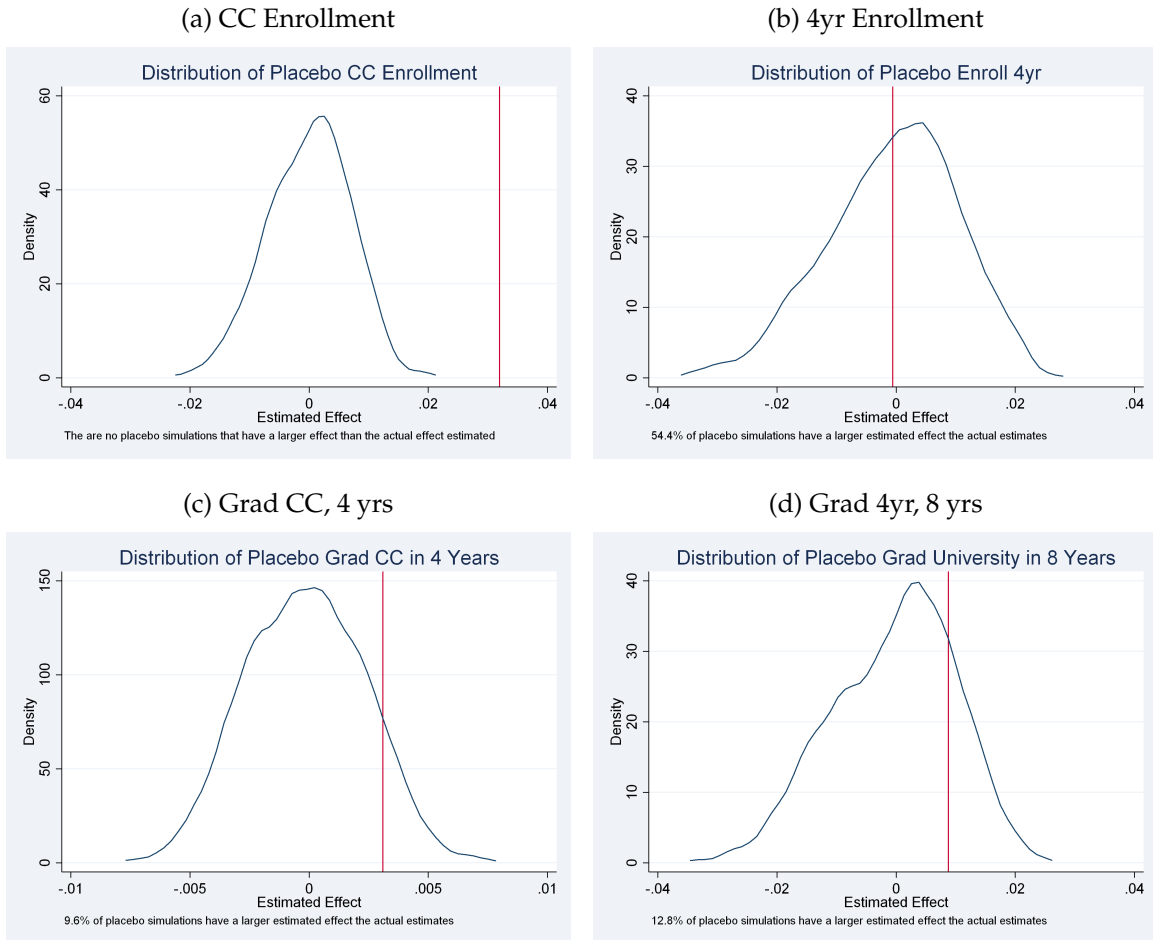 (a) CC Enrollment
Distribution of Placebo CC Enrollment
60
40
20
0
Density
-.04 -.02 0 .02 .04
Estimated Effect
The are no placebo simulations that have a larger effect than the actual effect estimated
(b) 4yr Enrollment
Distribution of Placebo Enroll 4yr
40
30
20
10
0
Density
-.04 -.02 0 .02 .04
Estimated Effect
54.4% of placebo simulations have a larger estimated effect the actual estimates
(c) Grad CC, 4 yrs
Distribution of Placebo Grad CC in 4 Years
150
100
50
0
Density
-.01 -.005 0 .005 .01
Estimated Effect
9.6% of placebo simulations have a larger estimated effect the actual estimates
(d) Grad 4yr, 8 yrs
Distribution of Placebo Grad University in 8 Years
40
30
20
10
0
Density
-.04 -.02 0 .02 .04
Estimated Effect
12.8% of placebo simulations have a larger estimated effect the actual estimates